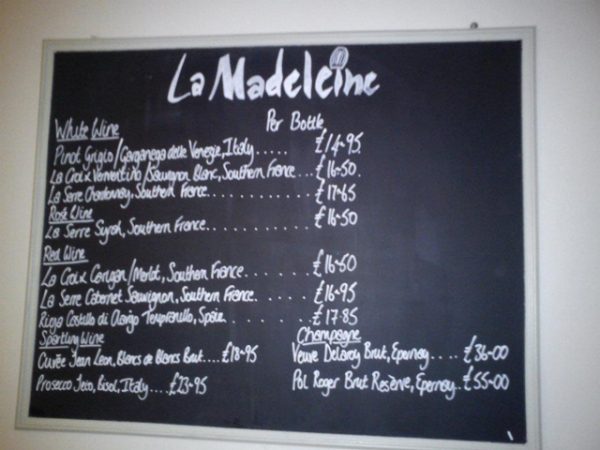 La Madeleine
White Wine Per Bottle
Pinot Grigio/Garganega delle Venezie, Italy..... £14-95
La Croix Vermentino/Sauvignon Blanc, Southern France... £16-50
La Serre Chardonnay, Southern France........ £17-65
Rosé Wine
La Serre Syrah, Southern France........ £16-50
Red Wine
La Croix Carigan/Merlot, Southern France........ £16-50
La Serre Cabernet Sauvignon, Southern France...... £16-95
Rioja Castillo di Clavijo Tempranillo, Spain....... £17-85
Sparkling Wine
Cuvée Jean Leon, Blancs de Blancs Brut.... £18-95
Prosecco Jeio, Bisol, Italy.... £23-95
Champagne
Veuve Delaroy Brut, Epernay..... £36-00
Pol Roger Brut Reserve, Epernay.. £55-00